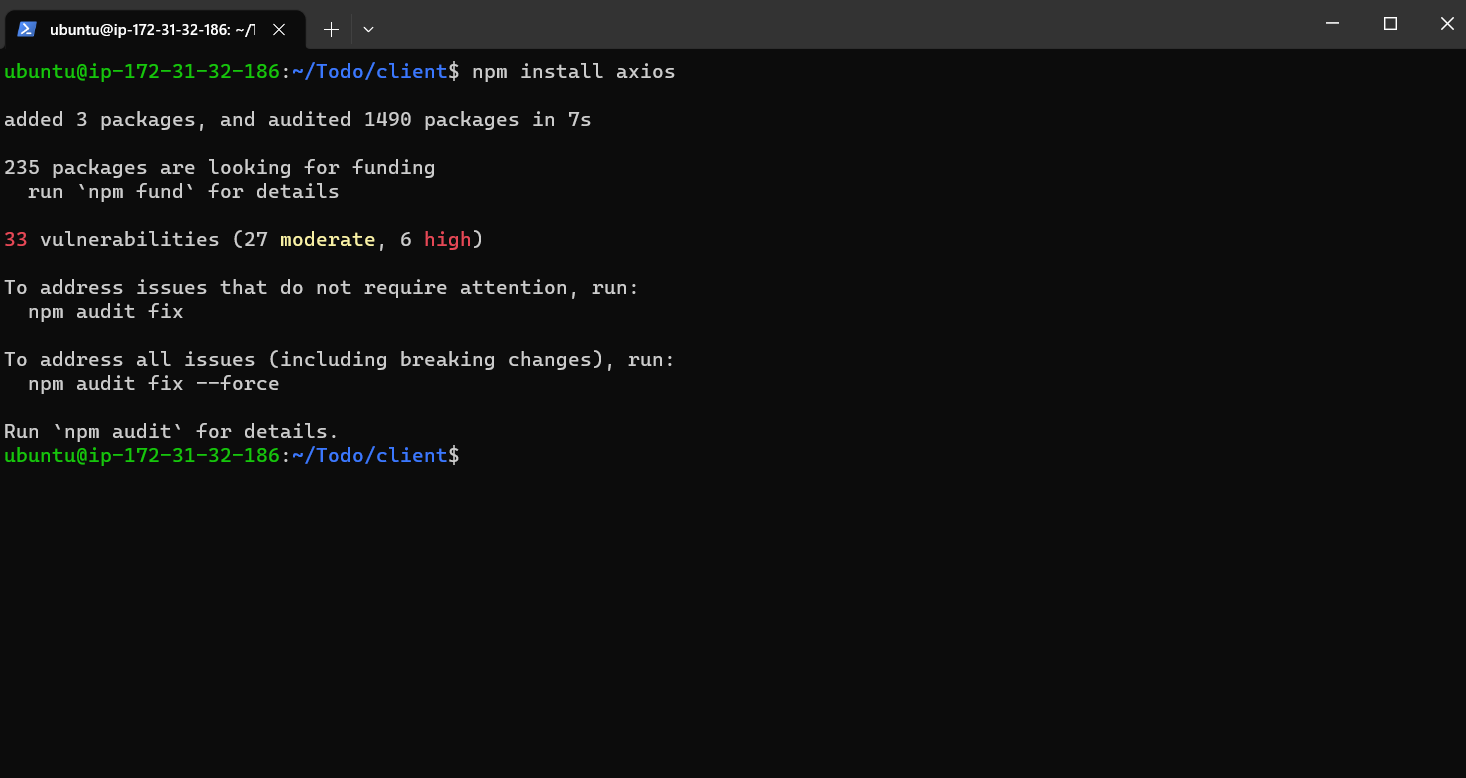 ubuntu@ip-172-31-32-186: ~/T
ubuntu@ip-172-31-32-186:~/Todo/client$ npm install axios
added 3 packages, and audited 1490 packages in 7s
235 packages are looking for funding
  run `npm fund` for details
33 vulnerabilities (27 moderate, 6 high)
To address issues that do not require attention, run:
  npm audit fix
To address all issues (including breaking changes), run:
  npm audit fix --force
Run `npm audit` for details.
ubuntu@ip-172-31-32-186:~/Todo/client$